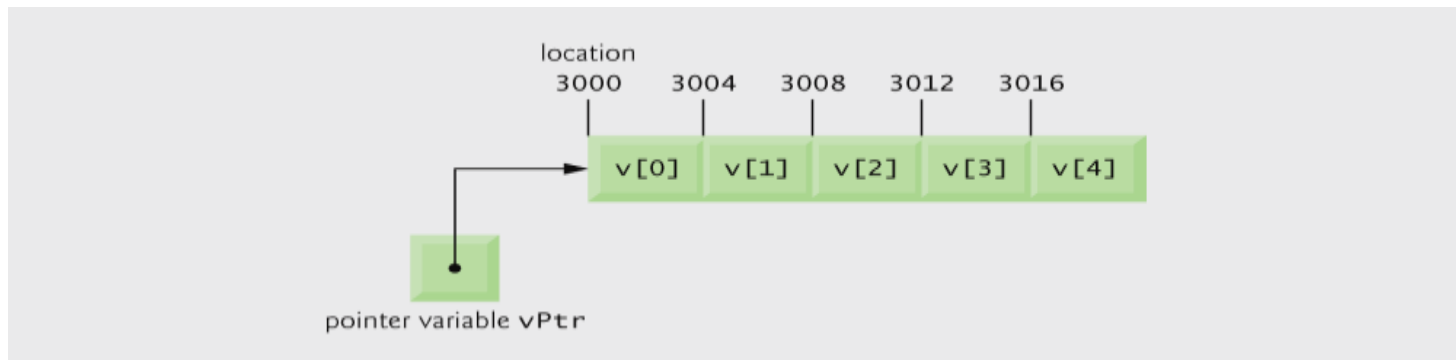 location
3000 3004 3008 3012 3016
v[0] v[1] v[2] v[3] v[4]
pointer variable vPtr